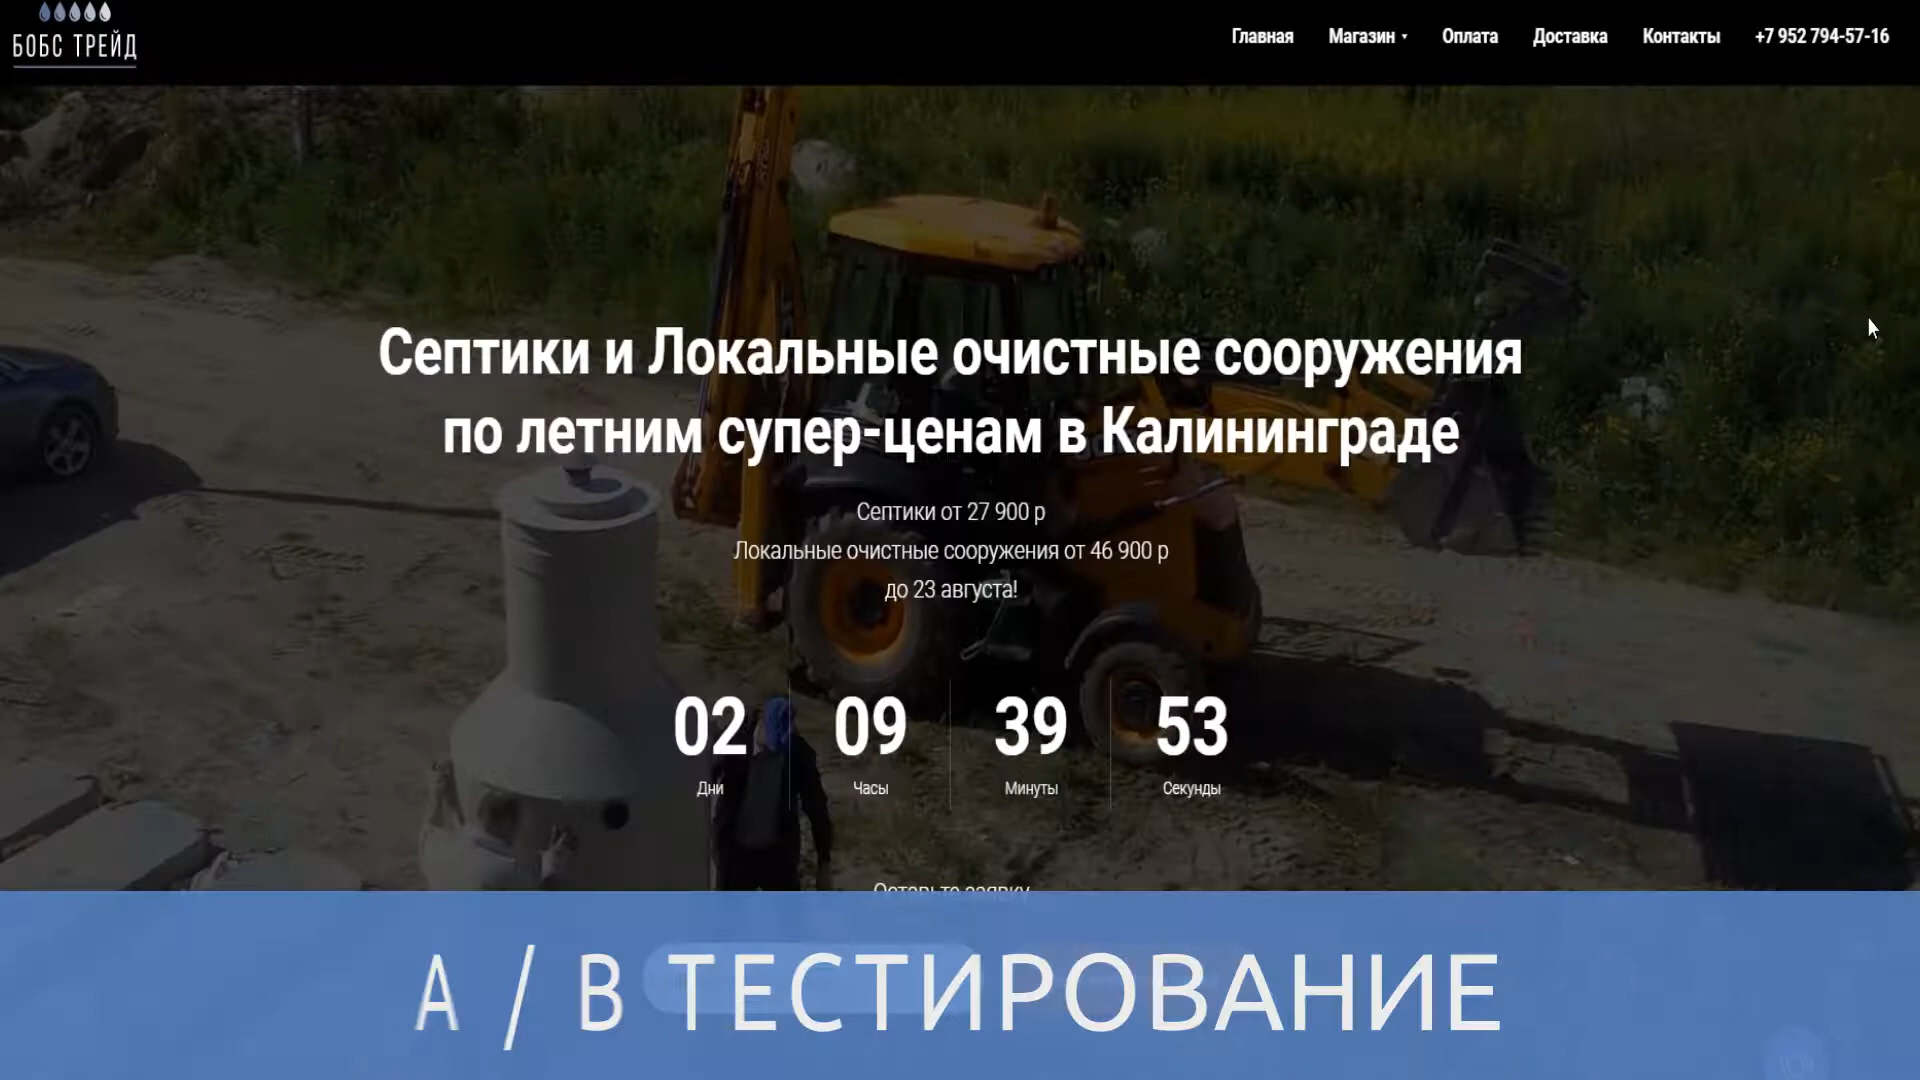 БОБС ТРЕЙД
Главная Магазин Оплата Доставка Контакты +7 952 794-57-16
Септики и Локальные очистные сооружения
по летним супер-ценам в Калининграде
Септики от 27 900 р
Локальные очистные сооружения от 46 900 р
до 23 августа!
02 09 39 53
Дни Часы Минуты Секунды
Оставьте заявку
А / В ТЕСТИРОВАНИЕ